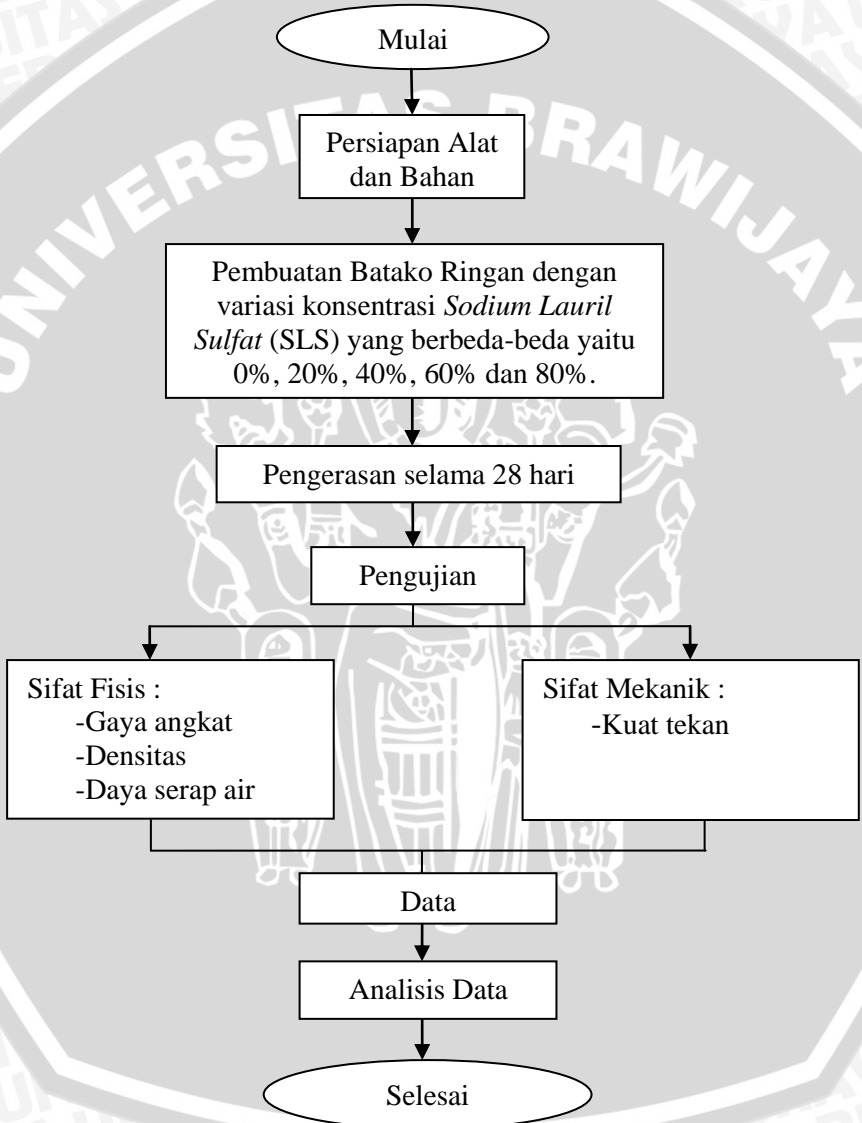 UNIVERSITAS BRAWIJAYA
Mulai
Persiapan Alat
dan Bahan
Pembuatan Batako Ringan dengan
variasi konsentrasi Sodium Lauril
Sulfat (SLS) yang berbeda-beda yaitu
0%, 20%, 40%, 60% dan 80%.
Pengerasan selama 28 hari
Pengujian
Sifat Fisis :
-Gaya angkat
-Densitas
-Daya serap air
Sifat Mekanik :
-Kuat tekan
Data
Analisis Data
Selesai